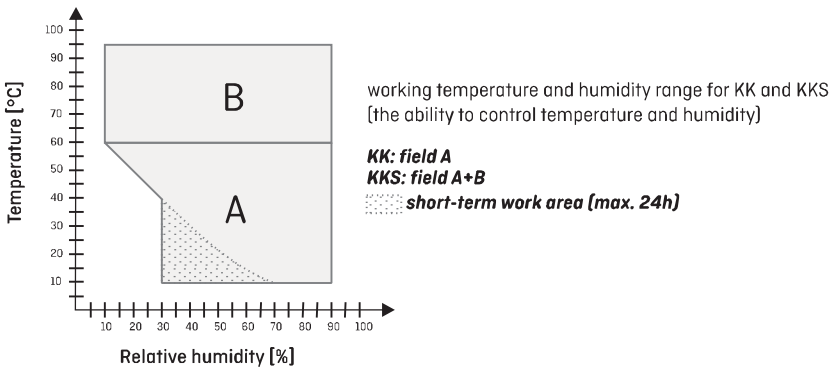 Temperature [°C]
100
90
80
70
60
50
40
30
20
10
B
A
10 20 30 40 50 60 70 80 90 100
Relative humidity [%]
working temperature and humidity range for KK and KKS
(the ability to control temperature and humidity)
KK: field A
KKS: field A+B
short-term work area (max. 24h)